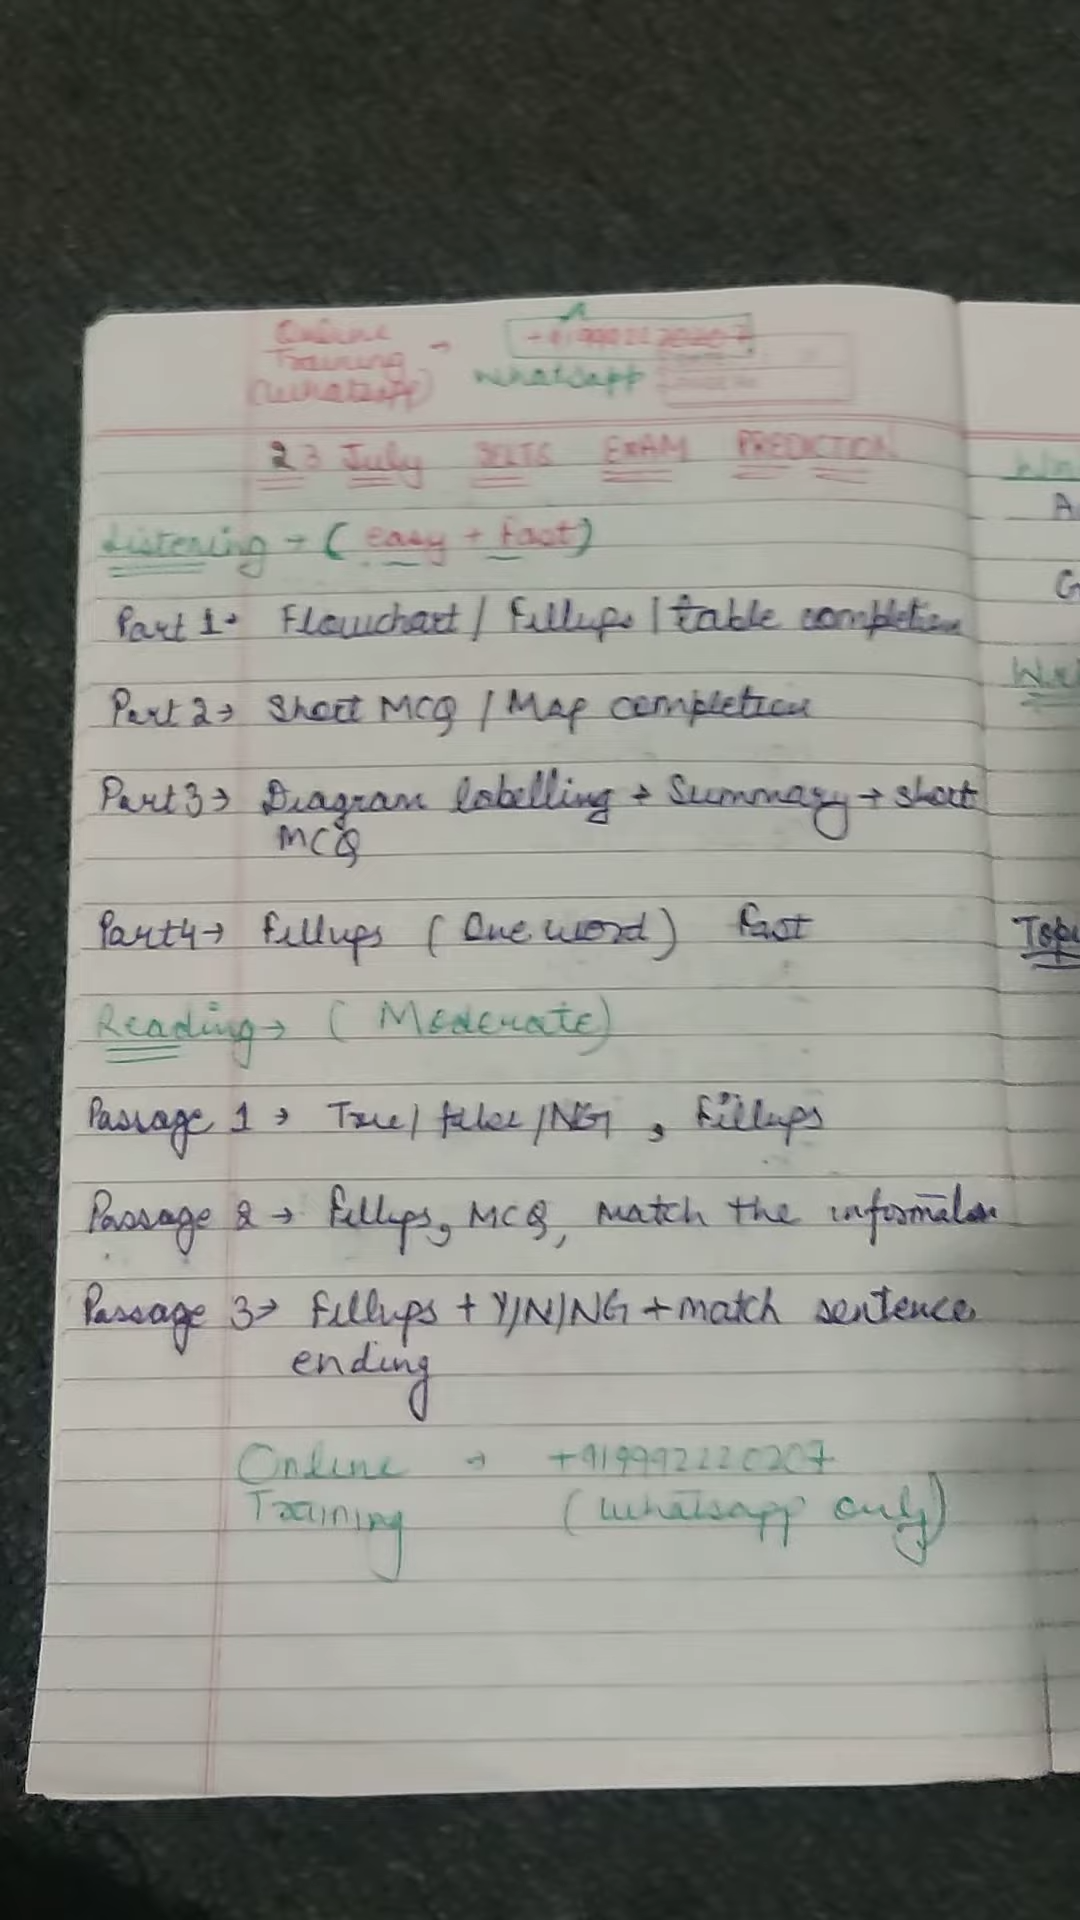 Online
Training →
(Whatsapp)
+919992220207
Whatsapp
23 July IELTS EXAM PREDICTION
Listening → (easy + Fast)
Part 1→ Flowchart / Fillups / table completion
Part 2→ Short MCQ / Map completion
Part 3→ Diagram labelling + Summary + short
MCQ
Part 4→ Fillups (One word) Fast
Reading → (Moderate)
Passage 1 → True / false / NG , Fillups
Passage 2 → Fillups, MCQ, match the information
Passage 3→ Fillups + Y/N/NG + match sentence
ending
Online → +919992220207
Training (Whatsapp only)
A
G